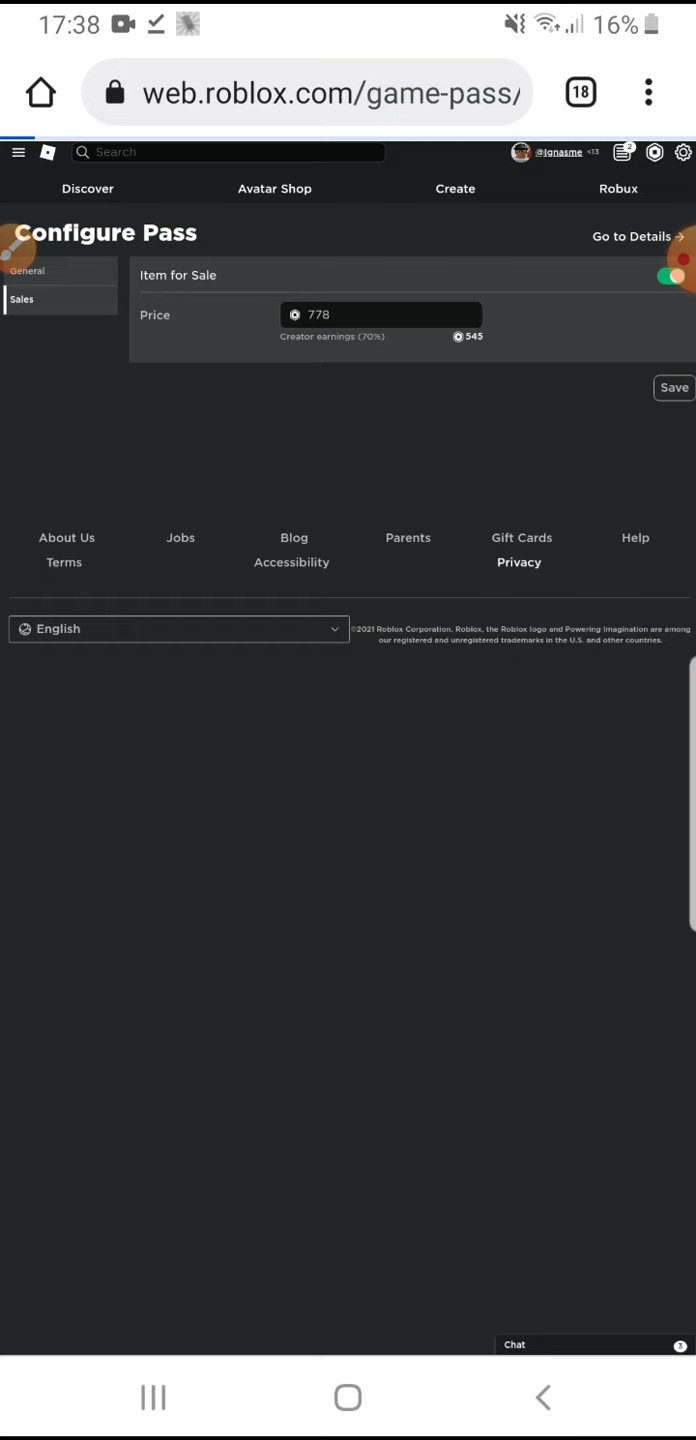 17:38 16%
web.roblox.com/game-pass/ 18
Search @Ignasme <13 2
Discover Avatar Shop Create Robux
Configure Pass Go to Details
General
Sales
Item for Sale
Price 778
Creator earnings (70%) 545
Save
About Us Jobs Blog Parents Gift Cards Help
Terms Accessibility Privacy
English
©2021 Roblox Corporation. Roblox, the Roblox logo and Powering Imagination are among
our registered and unregistered trademarks in the U.S. and other countries.
Chat 3